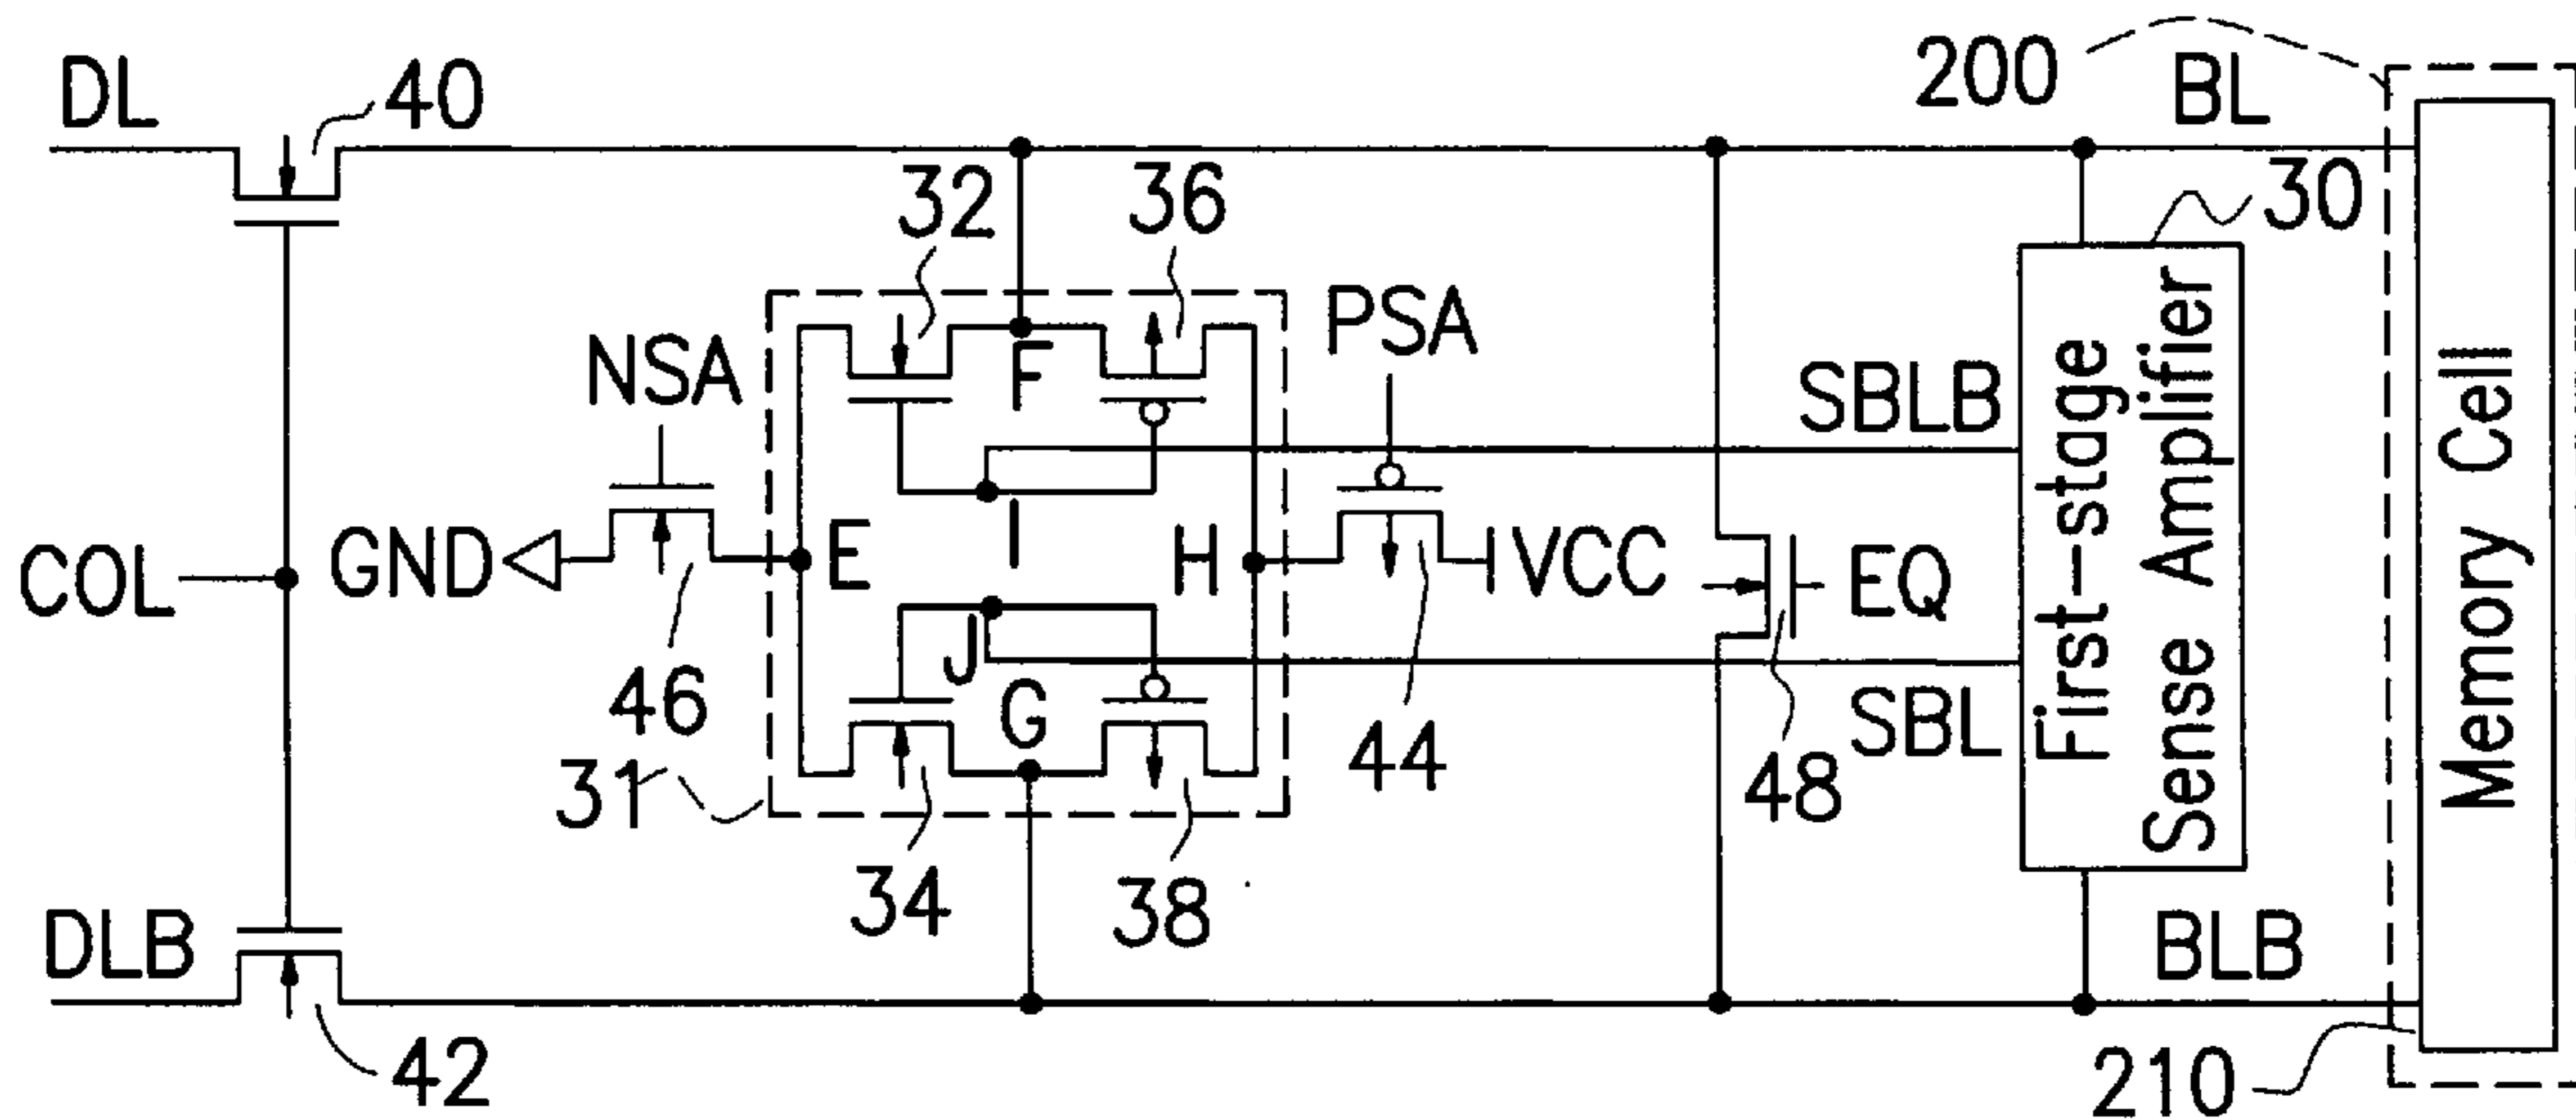 200
BL
DL
40
32
36
30
NSA
PSA
F
SBLB
First-stage
Sense Amplifier
Memory Cell
I
E
H
GND
VCC
COL
EQ
J
46
G
SBL
44
48
31
34
38
DLB
BLB
42
210